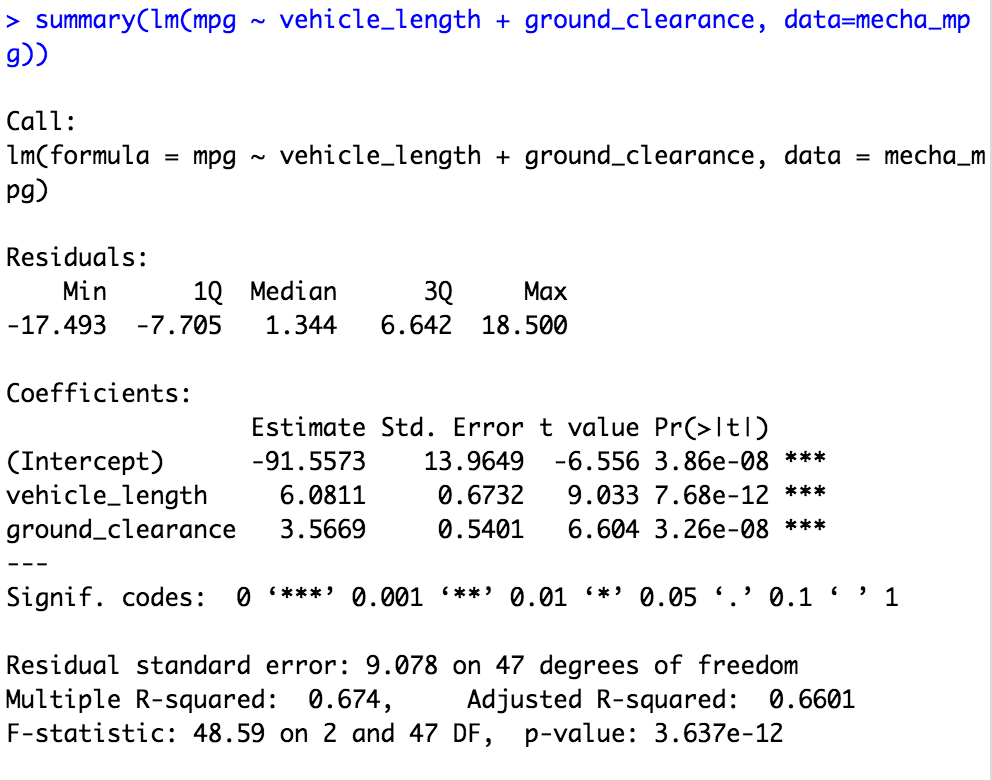 > summary(lm(mpg ~ vehicle_length + ground_clearance, data=mecha_mp
g))
Call:
lm(formula = mpg ~ vehicle_length + ground_clearance, data = mecha_m
pg)
Residuals:
    Min      1Q  Median      3Q     Max
-17.493  -7.705   1.344   6.642  18.500
Coefficients:
                 Estimate Std. Error t value Pr(>|t|)
(Intercept)      -91.5573    13.9649  -6.556 3.86e-08 ***
vehicle_length     6.0811     0.6732   9.033 7.68e-12 ***
ground_clearance   3.5669     0.5401   6.604 3.26e-08 ***
---
Signif. codes:  0 ‘***’ 0.001 ‘**’ 0.01 ‘*’ 0.05 ‘.’ 0.1 ‘ ’ 1
Residual standard error: 9.078 on 47 degrees of freedom
Multiple R-squared:  0.674,     Adjusted R-squared:  0.6601
F-statistic: 48.59 on 2 and 47 DF,  p-value: 3.637e-12